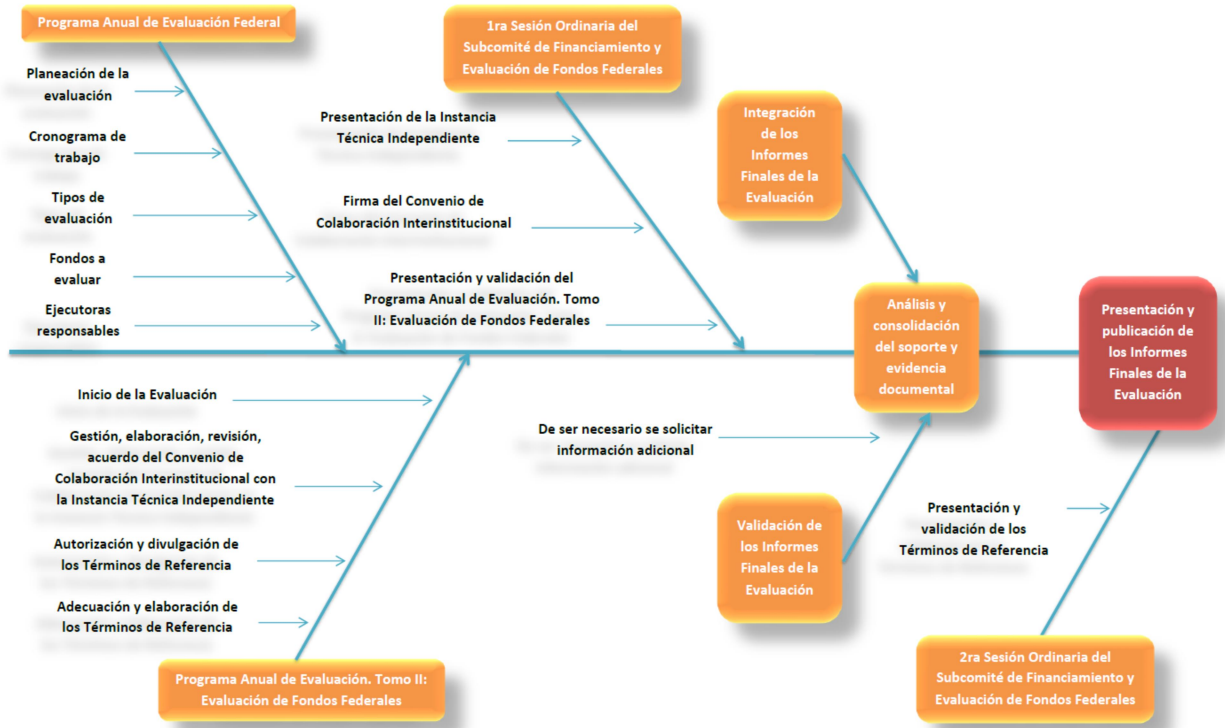 Programa Anual de Evaluación Federal
Planeación de la
evaluación
Cronograma de
trabajo
Tipos de
evaluación
Fondos a
evaluar
Ejecutoras
responsables
1ra Sesión Ordinaria del
Subcomité de Financiamiento y
Evaluación de Fondos Federales
Presentación de la Instancia
Técnica Independiente
Firma del Convenio de
Colaboración Interinstitucional
Presentación y validación del
Programa Anual de Evaluación. Tomo
II: Evaluación de Fondos Federales
Integración
de los
Informes
Finales de la
Evaluación
Análisis y
consolidación
del soporte y
evidencia
documental
Presentación y
publicación de
los Informes
Finales de la
Evaluación
Inicio de la Evaluación
Gestión, elaboración, revisión,
acuerdo del Convenio de
Colaboración Interinstitucional con
la Instancia Técnica Independiente
Autorización y divulgación de
los Términos de Referencia
Adecuación y elaboración de
los Términos de Referencia
Programa Anual de Evaluación. Tomo II:
Evaluación de Fondos Federales
De ser necesario se solicitar
información adicional
Validación de
los Informes
Finales de la
Evaluación
Presentación y
validación de los
Términos de Referencia
2ra Sesión Ordinaria del
Subcomité de Financiamiento y
Evaluación de Fondos Federales